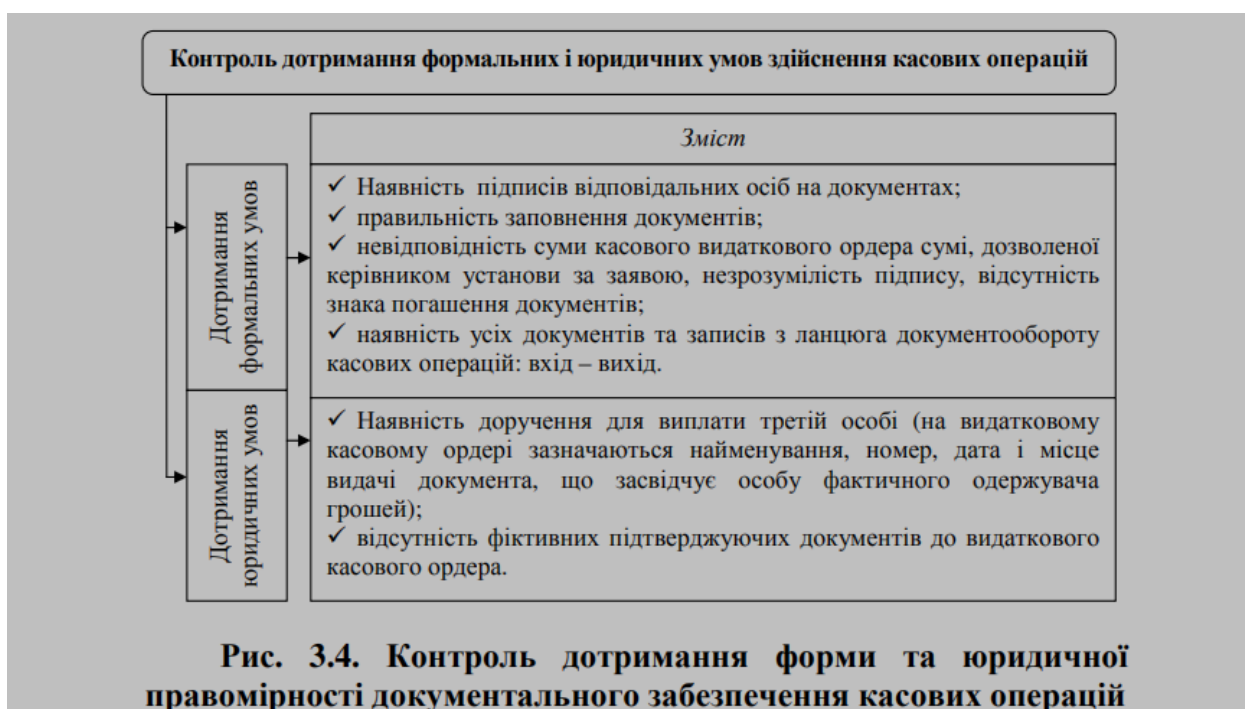 Контроль дотримання формальних і юридичних умов здійснення касових операцій
Зміст
Дотримання
формальних умов
✓ Наявність підписів відповідальних осіб на документах;
✓ правильність заповнення документів;
✓ невідповідність суми касового видаткового ордера сумі, дозволеної
керівником установи за заявою, незрозумілість підпису, відсутність
знака погашення документів;
✓ наявність усіх документів та записів з ланцюга документообороту
касових операцій: вхід – вихід.
Дотримання
юридичних умов
✓ Наявність доручення для виплати третій особі (на видатковому
касовому ордері зазначаються найменування, номер, дата і місце
видачі документа, що засвідчує особу фактичного одержувача
грошей);
✓ відсутність фіктивних підтверджуючих документів до видаткового
касового ордера.
Рис. 3.4. Контроль дотримання форми та юридичної
правомірності документального забезпечення касових операцій